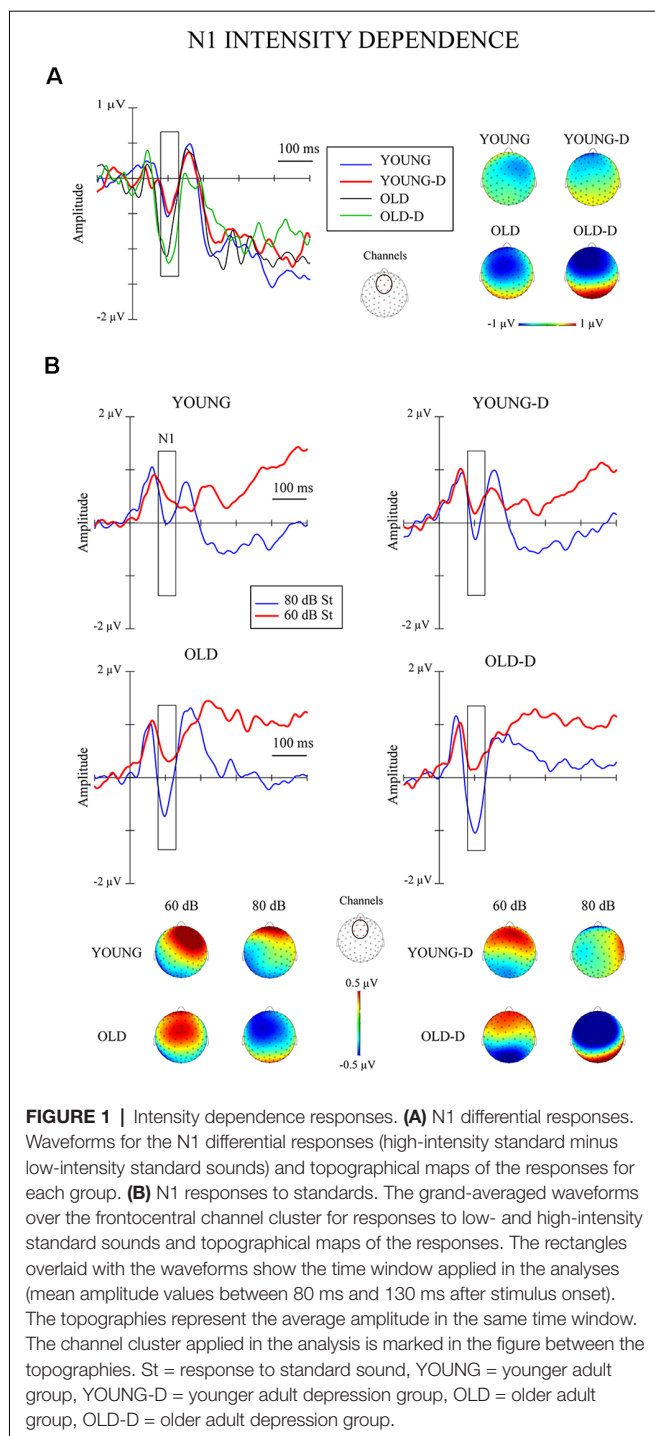 N1 INTENSITY DEPENDENCE
A
1 µV
Amplitude
-2 µV
100 ms
YOUNG
YOUNG-D
OLD
OLD-D
Channels
YOUNG
YOUNG-D
OLD
OLD-D
-1 µV
1 µV
B
YOUNG
2 µV
N1
Amplitude
-2 µV
100 ms
80 dB St
60 dB St
YOUNG-D
2 µV
Amplitude
-2 µV
OLD
2 µV
Amplitude
-2 µV
100 ms
OLD-D
2 µV
Amplitude
-2 µV
60 dB
80 dB
YOUNG
OLD
Channels
0.5 µV
-0.5 µV
60 dB
80 dB
YOUNG-D
OLD-D
FIGURE 1 | Intensity dependence responses. (A) N1 differential responses.
Waveforms for the N1 differential responses (high-intensity standard minus
low-intensity standard sounds) and topographical maps of the responses for
each group. (B) N1 responses to standards. The grand-averaged waveforms
over the frontocentral channel cluster for responses to low- and high-intensity
standard sounds and topographical maps of the responses. The rectangles
overlaid with the waveforms show the time window applied in the analyses
(mean amplitude values between 80 ms and 130 ms after stimulus onset).
The topographies represent the average amplitude in the same time window.
The channel cluster applied in the analysis is marked in the figure between the
topographies. St = response to standard sound, YOUNG = younger adult
group, YOUNG-D = younger adult depression group, OLD = older adult
group, OLD-D = older adult depression group.